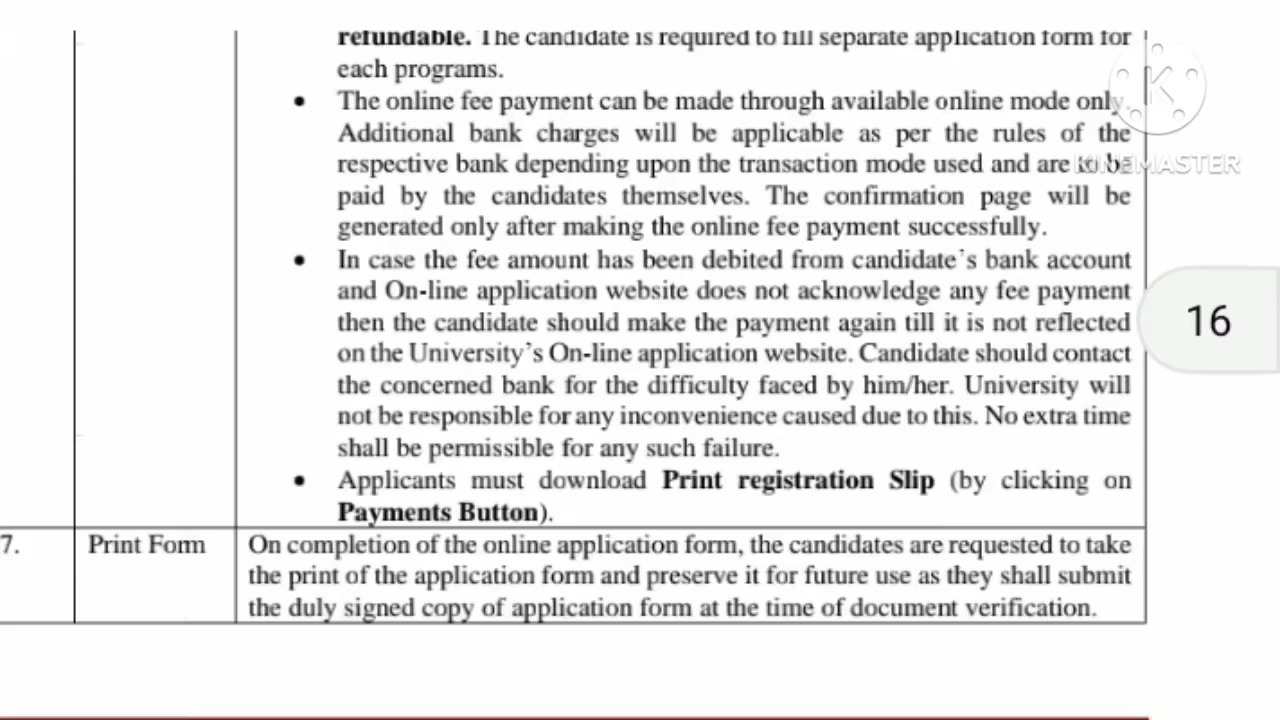 refundable. The candidate is required to fill separate application form for
each programs.
• The online fee payment can be made through available online mode only.
Additional bank charges will be applicable as per the rules of the
respective bank depending upon the transaction mode used and are to be
paid by the candidates themselves. The confirmation page will be
generated only after making the online fee payment successfully.
• In case the fee amount has been debited from candidate's bank account
and On-line application website does not acknowledge any fee payment
then the candidate should make the payment again till it is not reflected
on the University's On-line application website. Candidate should contact
the concerned bank for the difficulty faced by him/her. University will
not be responsible for any inconvenience caused due to this. No extra time
shall be permissible for any such failure.
• Applicants must download Print registration Slip (by clicking on
Payments Button).
7. Print Form On completion of the online application form, the candidates are requested to take
the print of the application form and preserve it for future use as they shall submit
the duly signed copy of application form at the time of document verification.
16
K
KINEMASTER